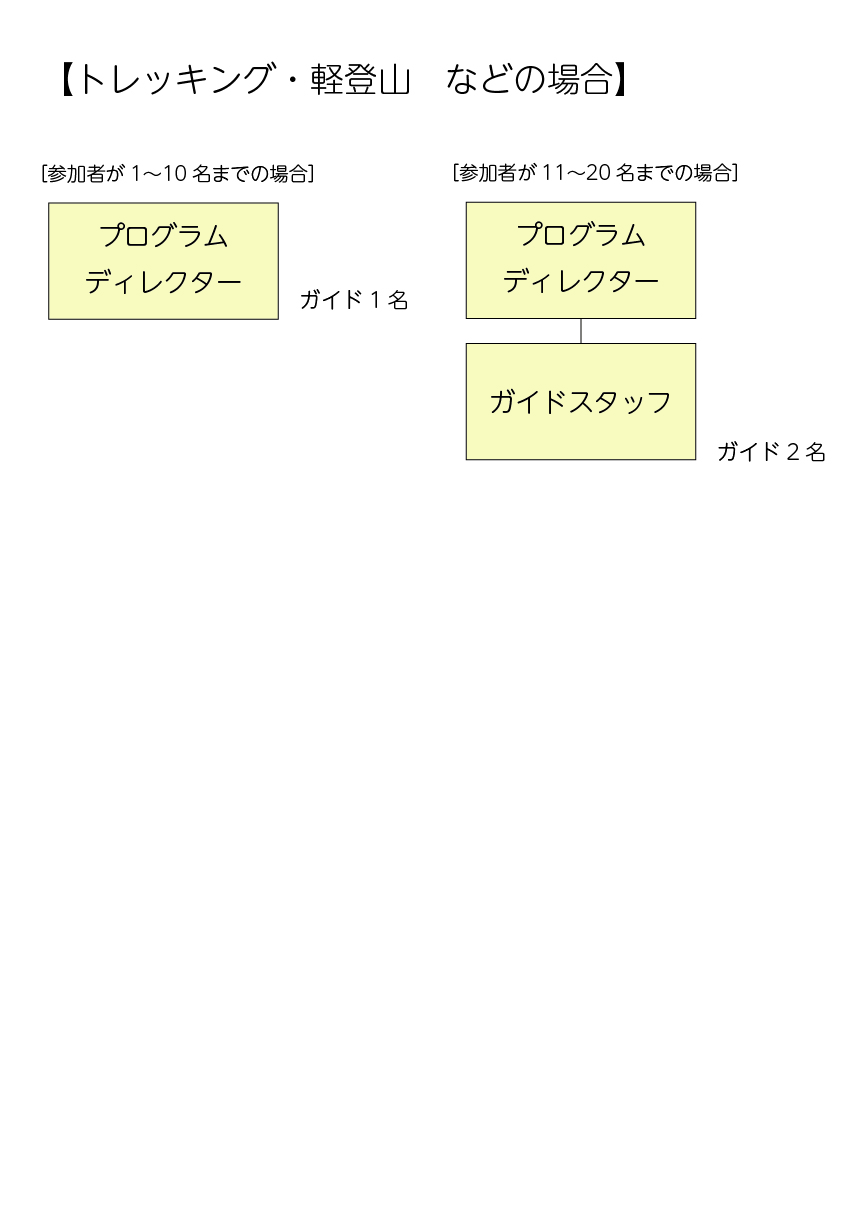 【トレッキング・軽登山　などの場合】
[参加者が 1～10 名までの場合]
プログラム
ディレクター
ガイド 1 名
[参加者が 11～20 名までの場合]
プログラム
ディレクター
ガイドスタッフ
ガイド 2 名